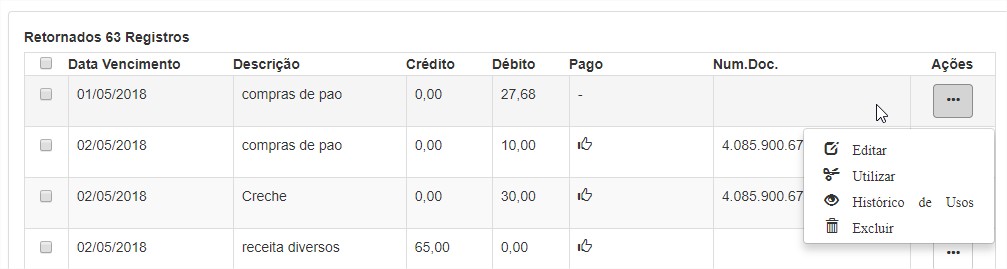 Retornados 63 Registros
Data Vencimento Descrição Crédito Débito Pago Num.Doc. Ações
01/05/2018 compras de pao 0,00 27,68 - ...
02/05/2018 compras de pao 0,00 10,00 4.085.900.67
Editar
Utilizar
02/05/2018 Creche 0,00 30,00 4.085.900.67
Histórico de Usos
Excluir
02/05/2018 receita diversos 65,00 0,00 ...